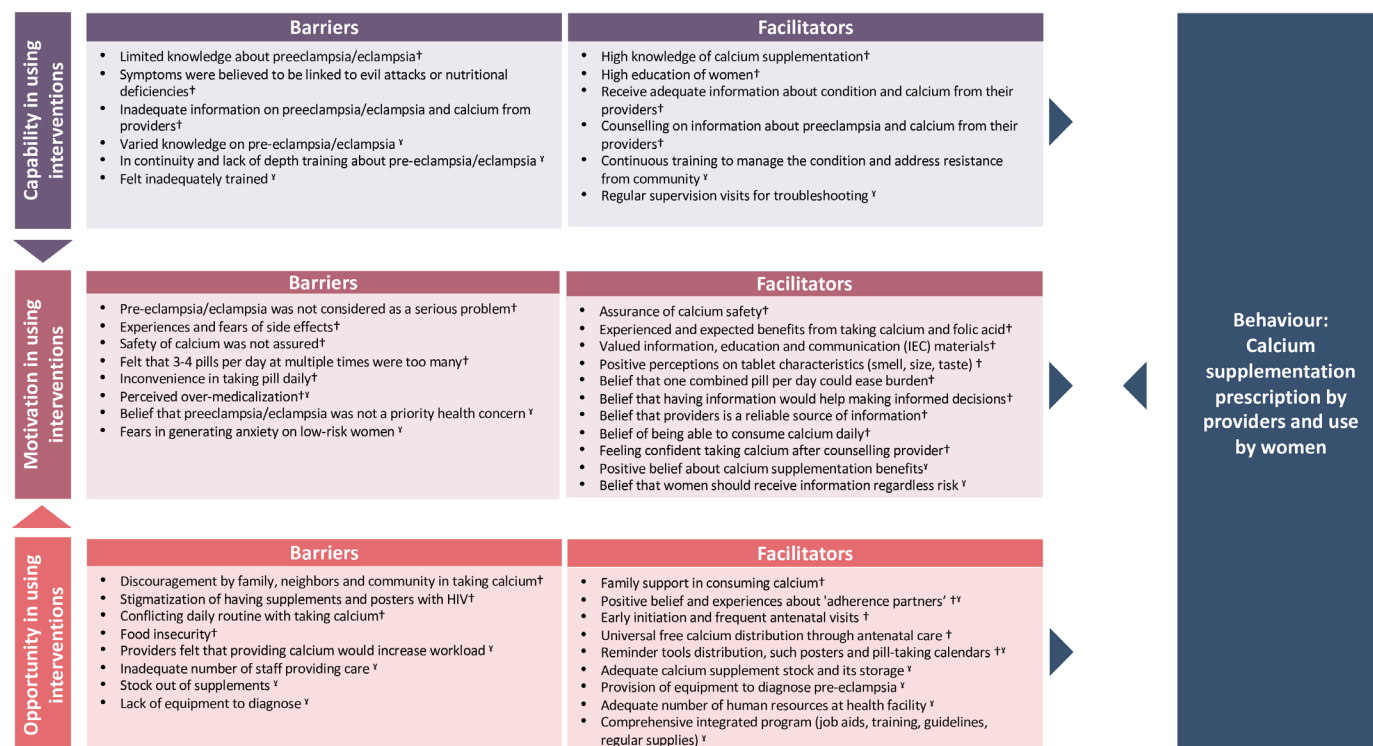 Capability in using
interventions
Barriers
• Limited knowledge about preeclampsia/eclampsia†
• Symptoms were believed to be linked to evil attacks or nutritional
deficiencies†
• Inadequate information on preeclampsia/eclampsia and calcium from
providers†
• Varied knowledge on pre-eclampsia/eclampsia ¥
• In continuity and lack of depth training about pre-eclampsia/eclampsia ¥
• Felt inadequately trained ¥
Facilitators
• High knowledge of calcium supplementation†
• High education of women†
• Receive adequate information about condition and calcium from their
providers†
• Counselling on information about preeclampsia and calcium from their
providers†
• Continuous training to manage the condition and address resistance
from community ¥
• Regular supervision visits for troubleshooting ¥
Motivation in using
interventions
Barriers
• Pre-eclampsia/eclampsia was not considered as a serious problem†
• Experiences and fears of side effects†
• Safety of calcium was not assured†
• Felt that 3-4 pills per day at multiple times were too many†
• Inconvenience in taking pill daily†
• Perceived over-medicalization†¥
• Belief that preeclampsia/eclampsia was not a priority health concern ¥
• Fears in generating anxiety on low-risk women ¥
Facilitators
• Assurance of calcium safety†
• Experienced and expected benefits from taking calcium and folic acid†
• Valued information, education and communication (IEC) materials†
• Positive perceptions on tablet characteristics (smell, size, taste) †
• Belief that one combined pill per day could ease burden†
• Belief that having information would help making informed decisions†
• Belief that providers is a reliable source of information†
• Belief of being able to consume calcium daily†
• Feeling confident taking calcium after counselling provider†
• Positive belief about calcium supplementation benefits¥
• Belief that women should receive information regardless risk ¥
Opportunity in using
interventions
Barriers
• Discouragement by family, neighbors and community in taking calcium†
• Stigmatization of having supplements and posters with HIV†
• Conflicting daily routine with taking calcium†
• Food insecurity†
• Providers felt that providing calcium would increase workload ¥
• Inadequate number of staff providing care ¥
• Stock out of supplements ¥
• Lack of equipment to diagnose ¥
Facilitators
• Family support in consuming calcium†
• Positive belief and experiences about 'adherence partners’ †¥
• Early initiation and frequent antenatal visits †
• Universal free calcium distribution through antenatal care †
• Reminder tools distribution, such posters and pill-taking calendars †¥
• Adequate calcium supplement stock and its storage ¥
• Provision of equipment to diagnose pre-eclampsia ¥
• Adequate number of human resources at health facility ¥
• Comprehensive integrated program (job aids, training, guidelines,
regular supplies) ¥
Behaviour:
Calcium
supplementation
prescription by
providers and use
by women